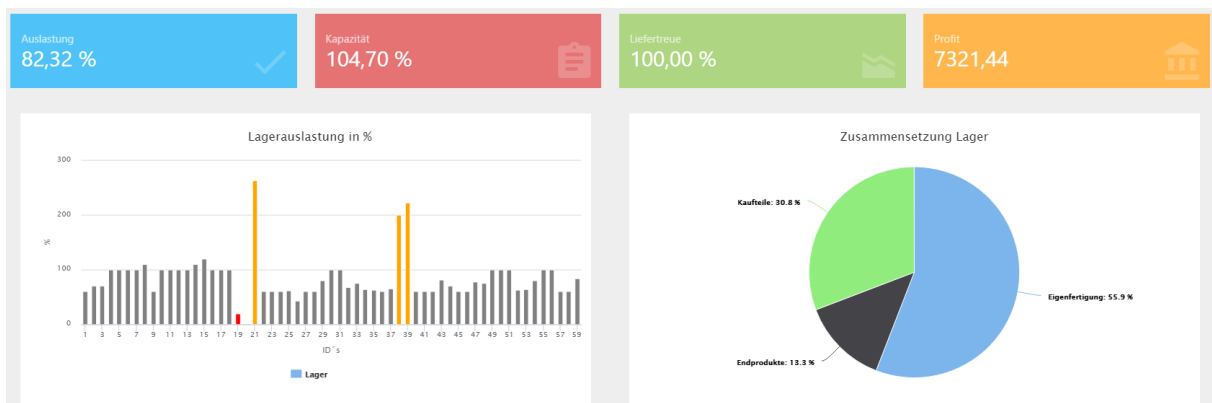 Auslastung
82,32 %
Kapazität
104,70 %
Liefertreue
100,00 %
Profit
7321,44
Lagerauslastung in %
300
200
100
0
%
1 3 5 7 9 11 13 15 17 19 21 23 25 27 29 31 33 35 37 39 41 43 45 47 49 51 53 55 57 59
ID´s
Lager
Zusammensetzung Lager
Kaufteile: 30.8 %
Eigenfertigung: 55.9 %
Endprodukte: 13.3 %